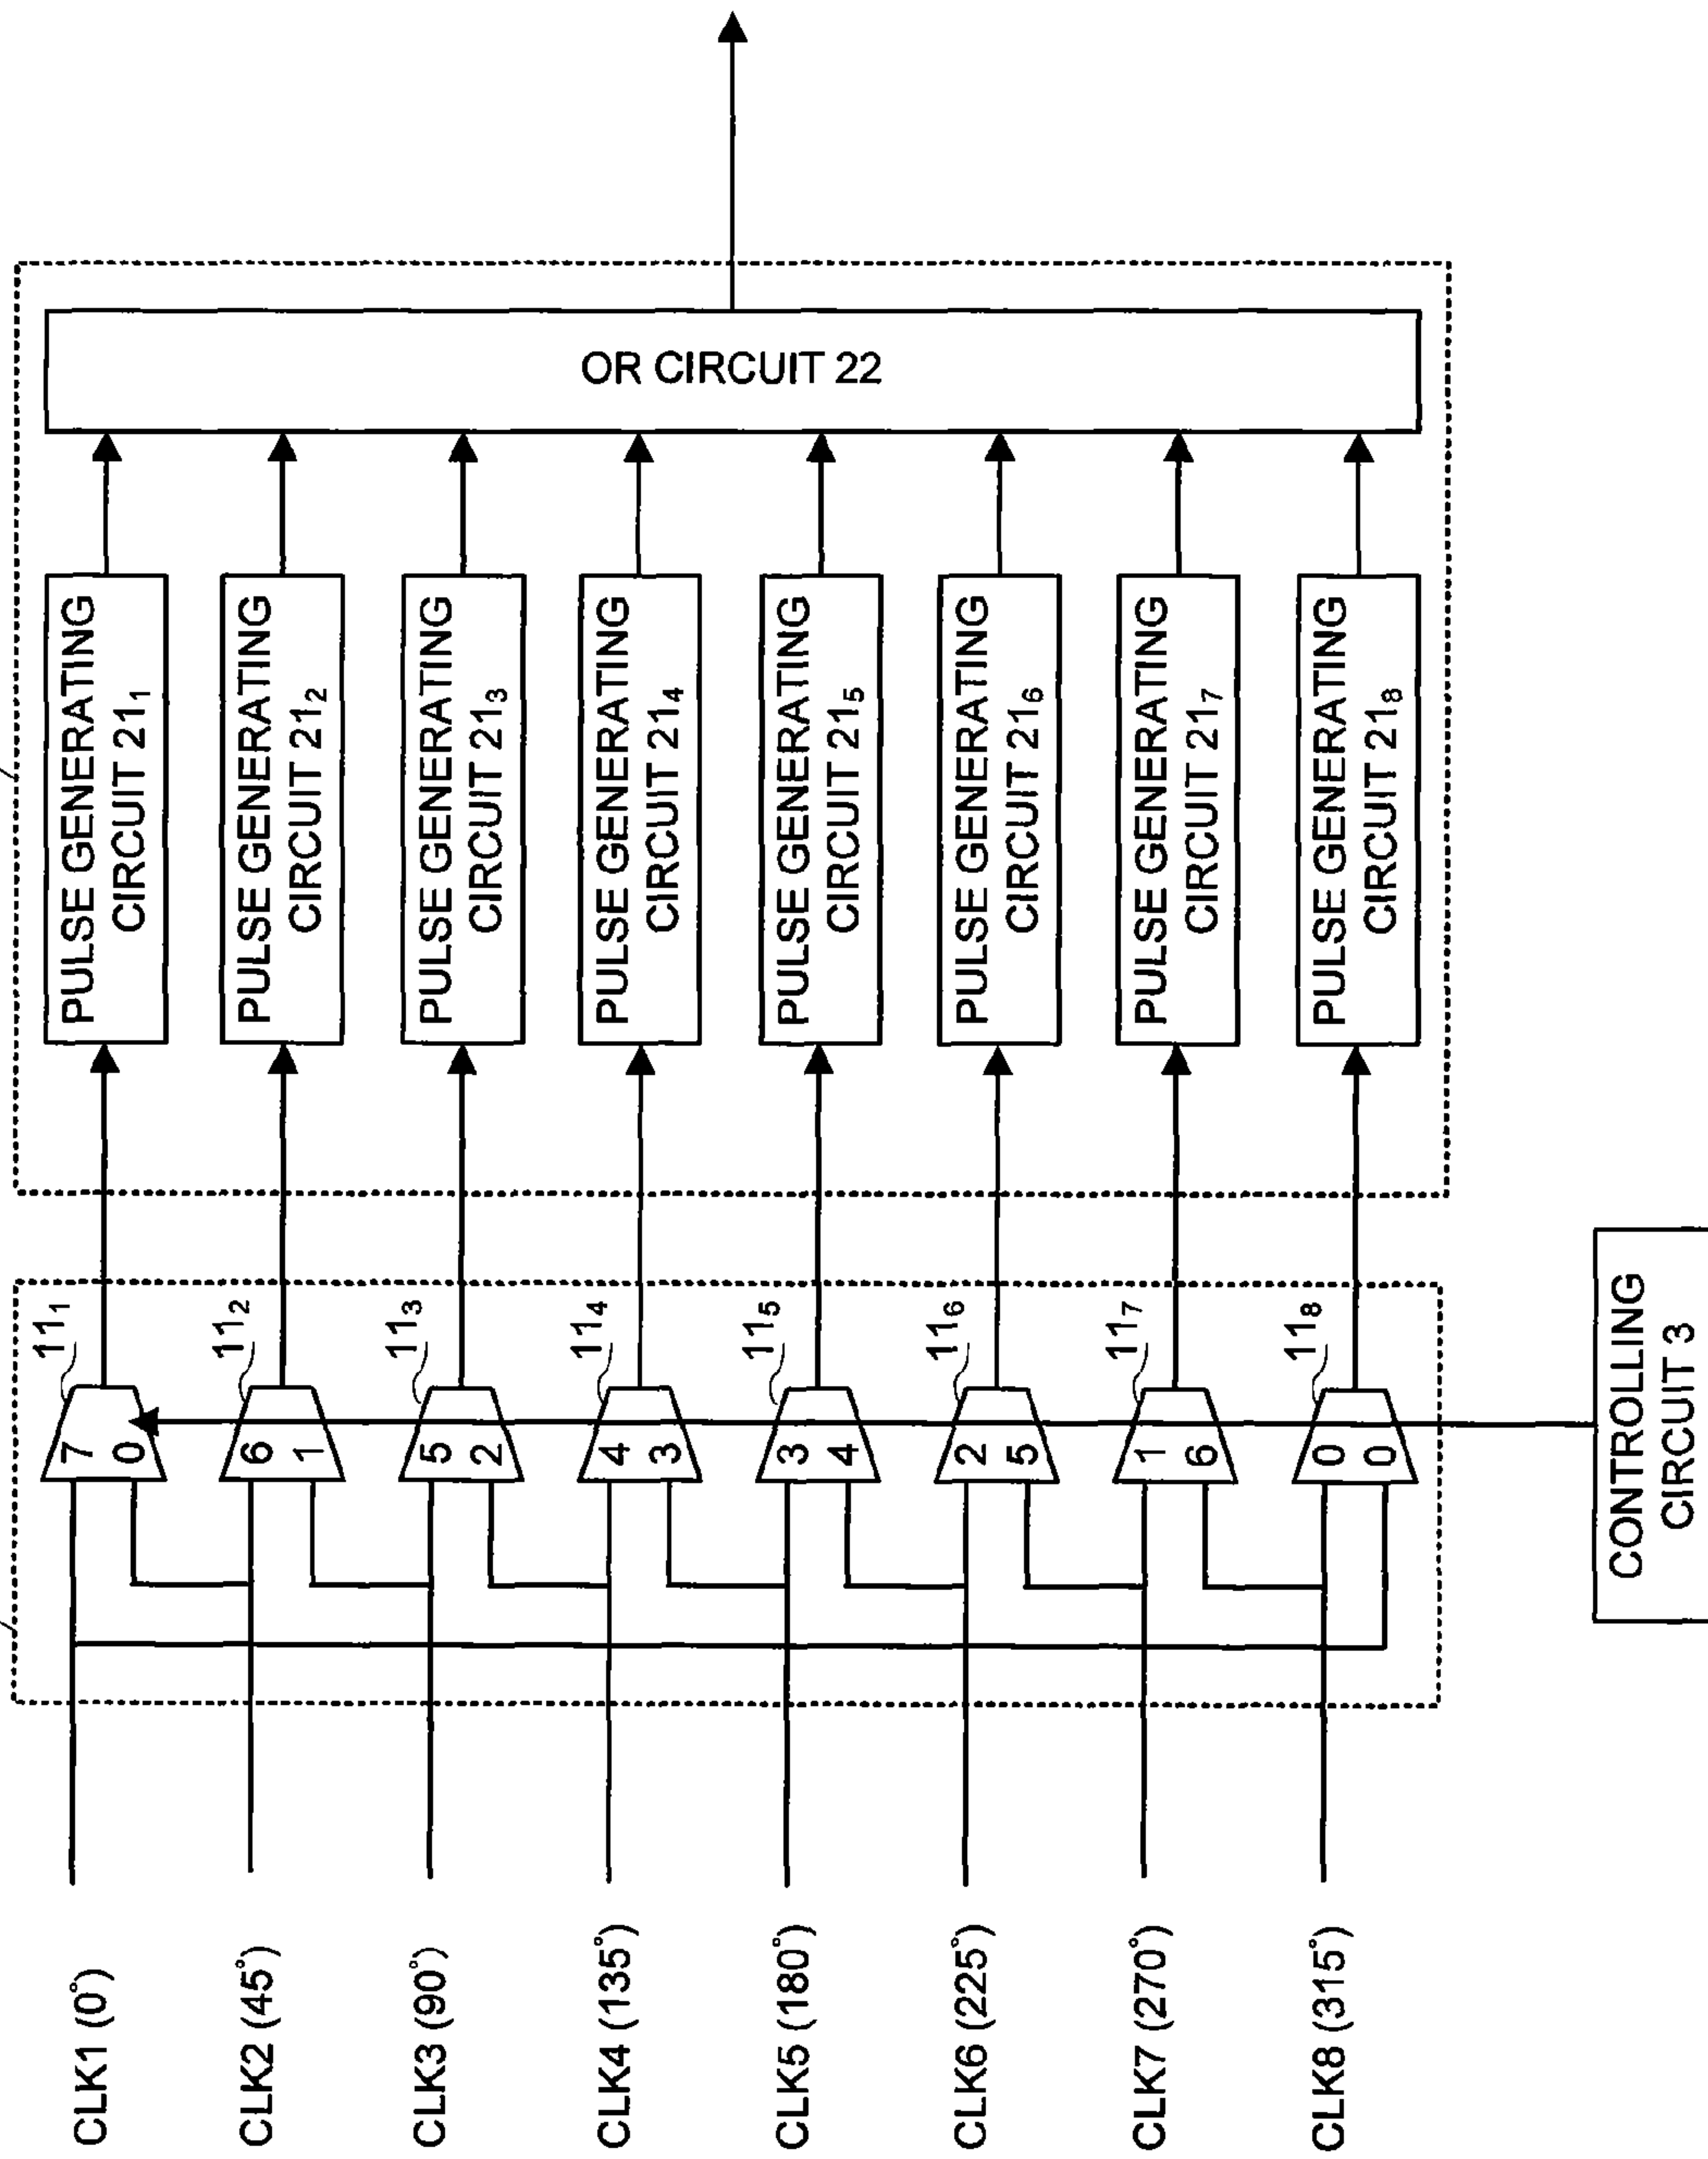 CLK1 (0°)
CLK2 (45°)
CLK3 (90°)
CLK4 (135°)
CLK5 (180°)
CLK6 (225°)
CLK7 (270°)
CLK8 (315°)
11₁
7
0
11₂
6
1
11₃
5
2
11₄
4
3
11₅
3
4
11₆
2
5
11₇
1
6
11₈
0
0
CONTROLLING
CIRCUIT 3
PULSE GENERATING
CIRCUIT 21₁
PULSE GENERATING
CIRCUIT 21₂
PULSE GENERATING
CIRCUIT 21₃
PULSE GENERATING
CIRCUIT 21₄
PULSE GENERATING
CIRCUIT 21₅
PULSE GENERATING
CIRCUIT 21₆
PULSE GENERATING
CIRCUIT 21₇
PULSE GENERATING
CIRCUIT 21₈
OR CIRCUIT 22